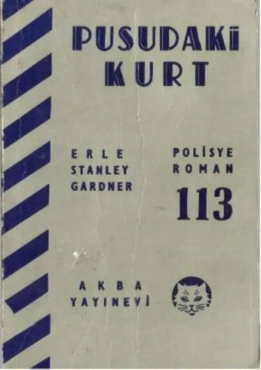 PUSUDAKİ
KURT
ERLE
STANLEY
GARDNER
POLİSYE
ROMAN
113
AKBA
YAYINEVİ